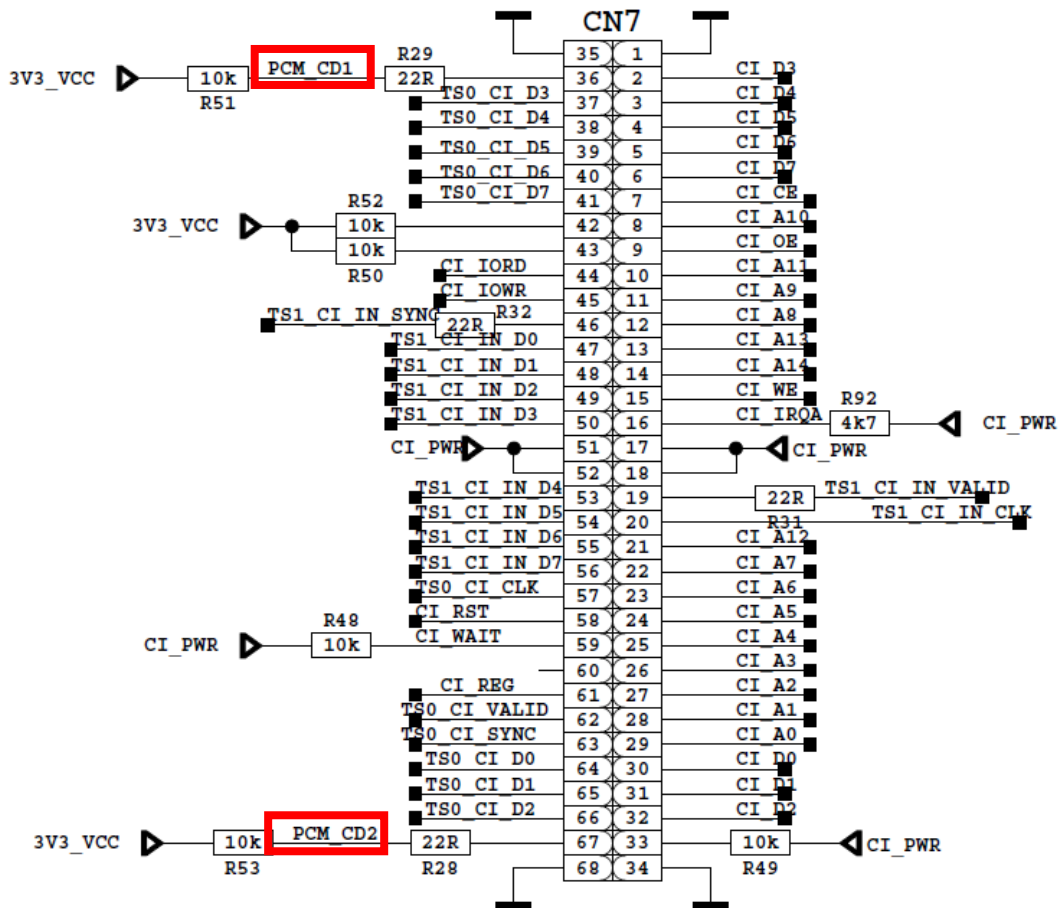 CN7
35 1
3V3_VCC 10k PCM_CD1 R29 22R 36 2 CI_D3
R51 TS0_CI_D3 37 3 CI_D4
TS0_CI_D4 38 4 CI_D5
TS0_CI_D5 39 5 CI_D6
TS0_CI_D6 40 6 CI_D7
R52 TS0_CI_D7 41 7 CI_CE
3V3_VCC 10k 42 8 CI_A10
10k 43 9 CI_OE
R50 CI_IORD 44 10 CI_A11
CI_IOWR 45 11 CI_A9
TS1_CI_IN_SYNC 22R R32 46 12 CI_A8
TS1_CI_IN_D0 47 13 CI_A13
TS1_CI_IN_D1 48 14 CI_A14
TS1_CI_IN_D2 49 15 CI_WE R92
TS1_CI_IN_D3 50 16 CI_IRQA 4k7 CI_PWR
CI_PWR 51 17 CI_PWR
52 18
TS1_CI_IN_D4 53 19 22R TS1_CI_IN_VALID
TS1_CI_IN_D5 54 20 R31 TS1_CI_IN_CLK
TS1_CI_IN_D6 55 21 CI_A12
TS1_CI_IN_D7 56 22 CI_A7
TS0_CI_CLK 57 23 CI_A6
R48 CI_RST 58 24 CI_A5
CI_PWR 10k CI_WAIT 59 25 CI_A4
60 26 CI_A3
CI_REG 61 27 CI_A2
TS0_CI_VALID 62 28 CI_A1
TS0_CI_SYNC 63 29 CI_A0
TS0_CI_D0 64 30 CI_D0
TS0_CI_D1 65 31 CI_D1
TS0_CI_D2 66 32 CI_D2
3V3_VCC 10k PCM_CD2 22R 67 33 10k CI_PWR
R53 R28 68 34 R49